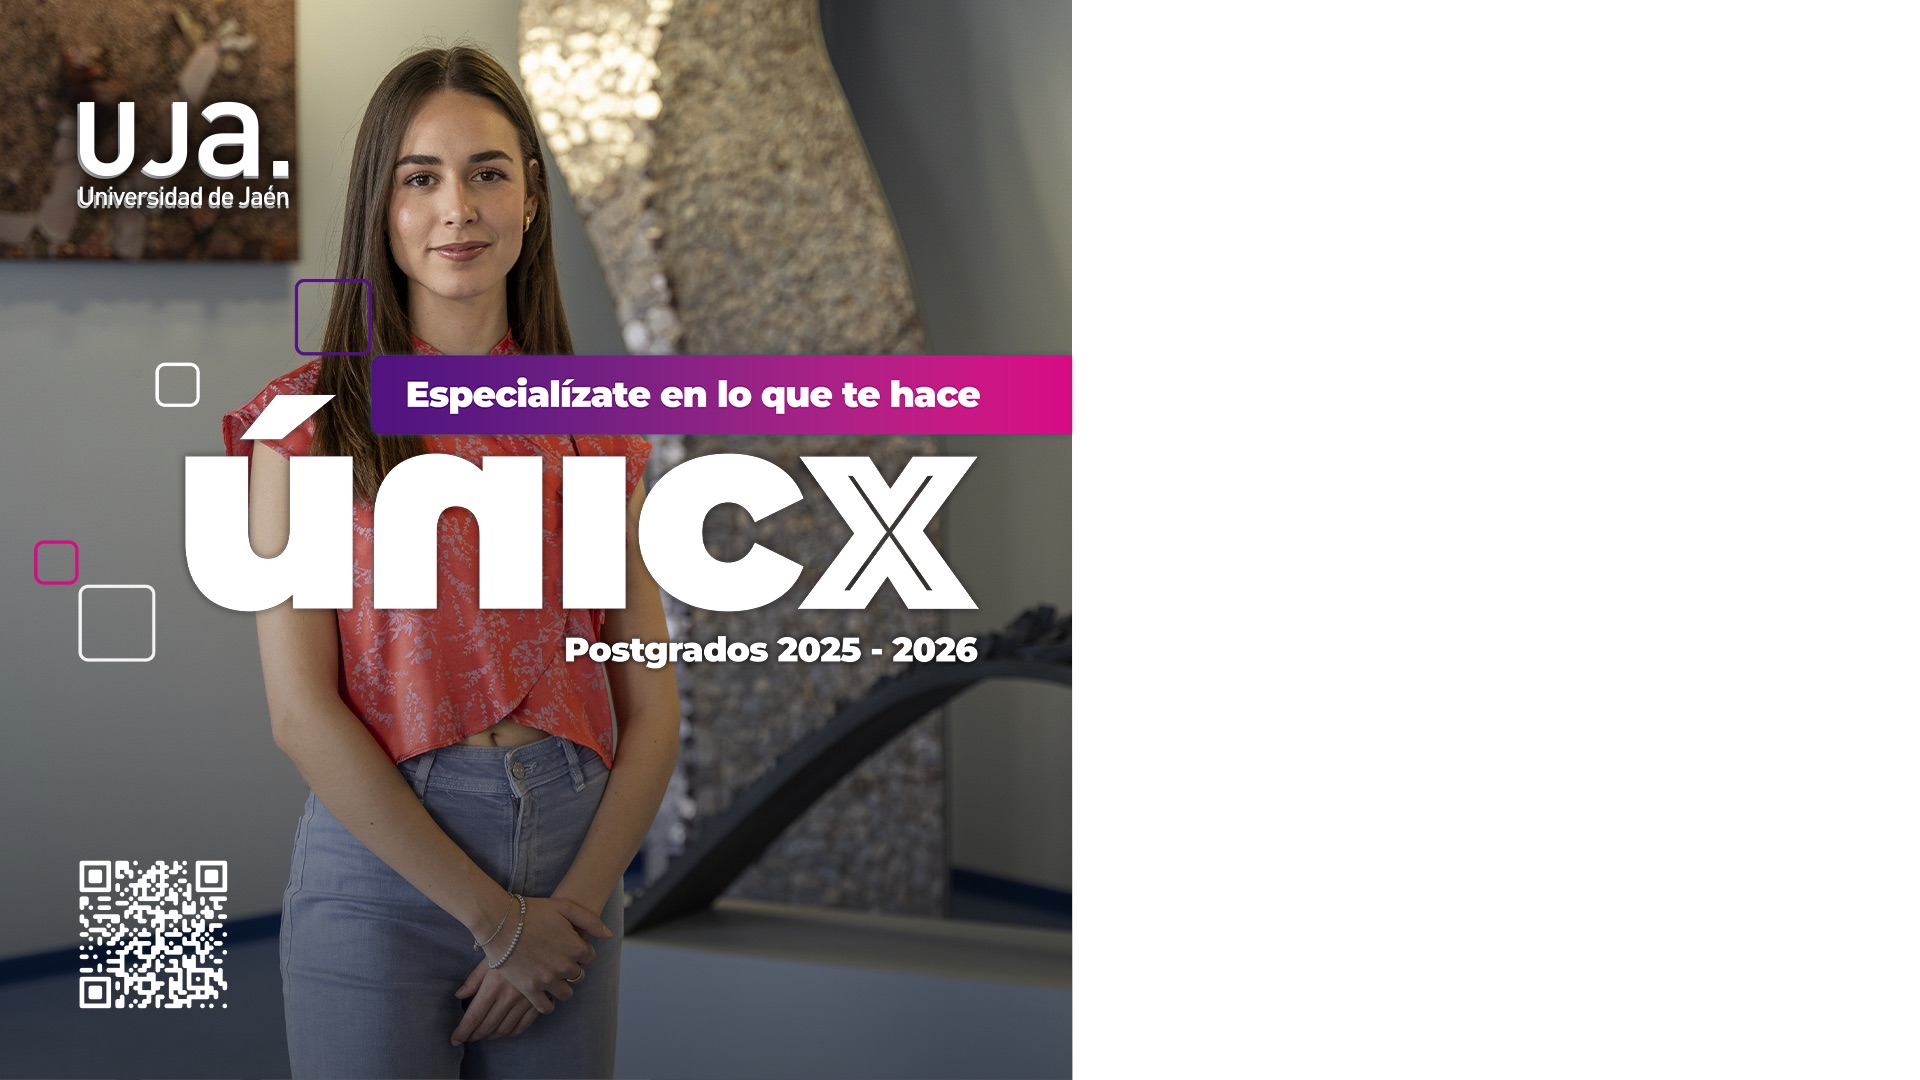 uja.
Universidad de Jaén
Especialízate en lo que te hace
únicx
Postgrados 2025 - 2026